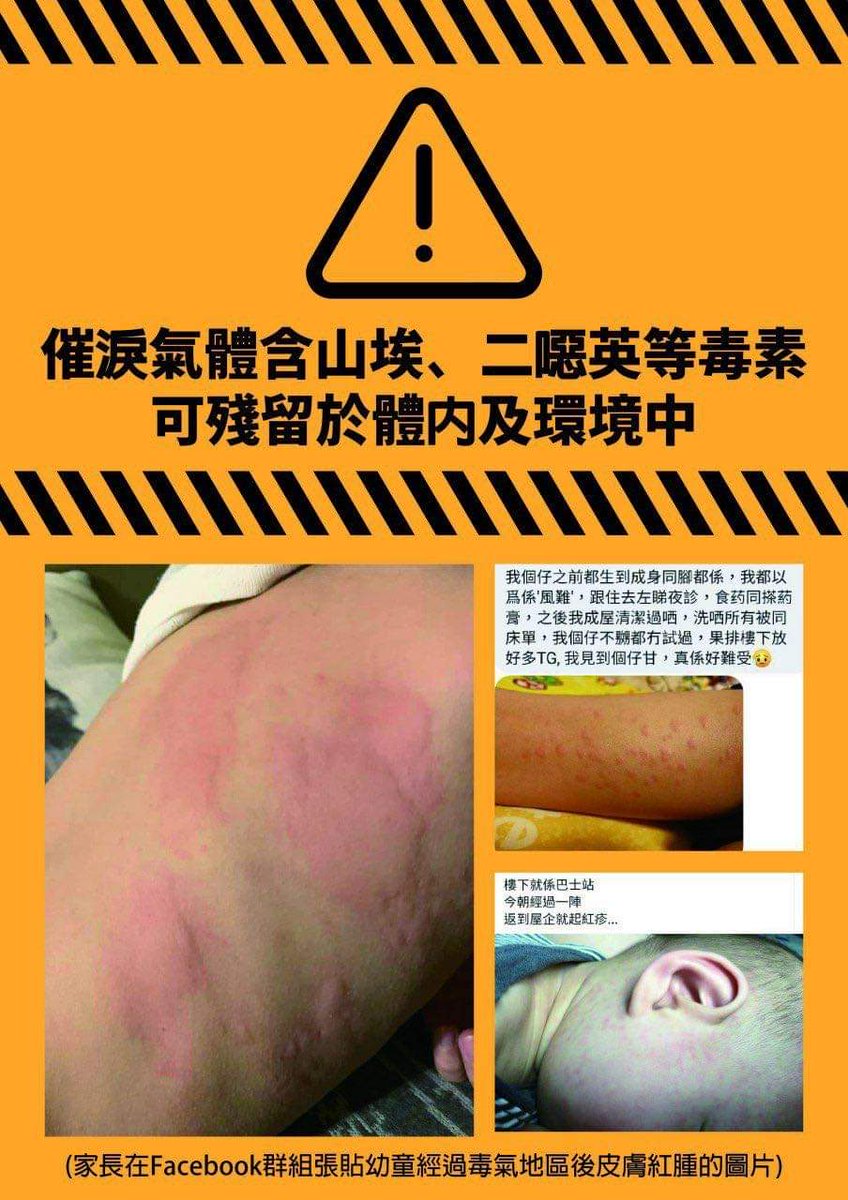 催淚氣體含山埃、二噁英等毒素
可殘留於體內及環境中
我個仔之前都生到成身同腳都係，我都以
爲係'風難'，跟住去左睇夜診，食药同搽葯
膏，之後我成屋清潔過哂，洗哂所有被同
床單，我個仔不嬲都冇試過，果排樓下放
好多TG, 我見到個仔甘，真係好難受😧
樓下就係巴士站
今朝經過一陣
返到屋企就起紅疹...
(家長在Facebook群組張貼幼童經過毒氣地區後皮膚紅腫的圖片)